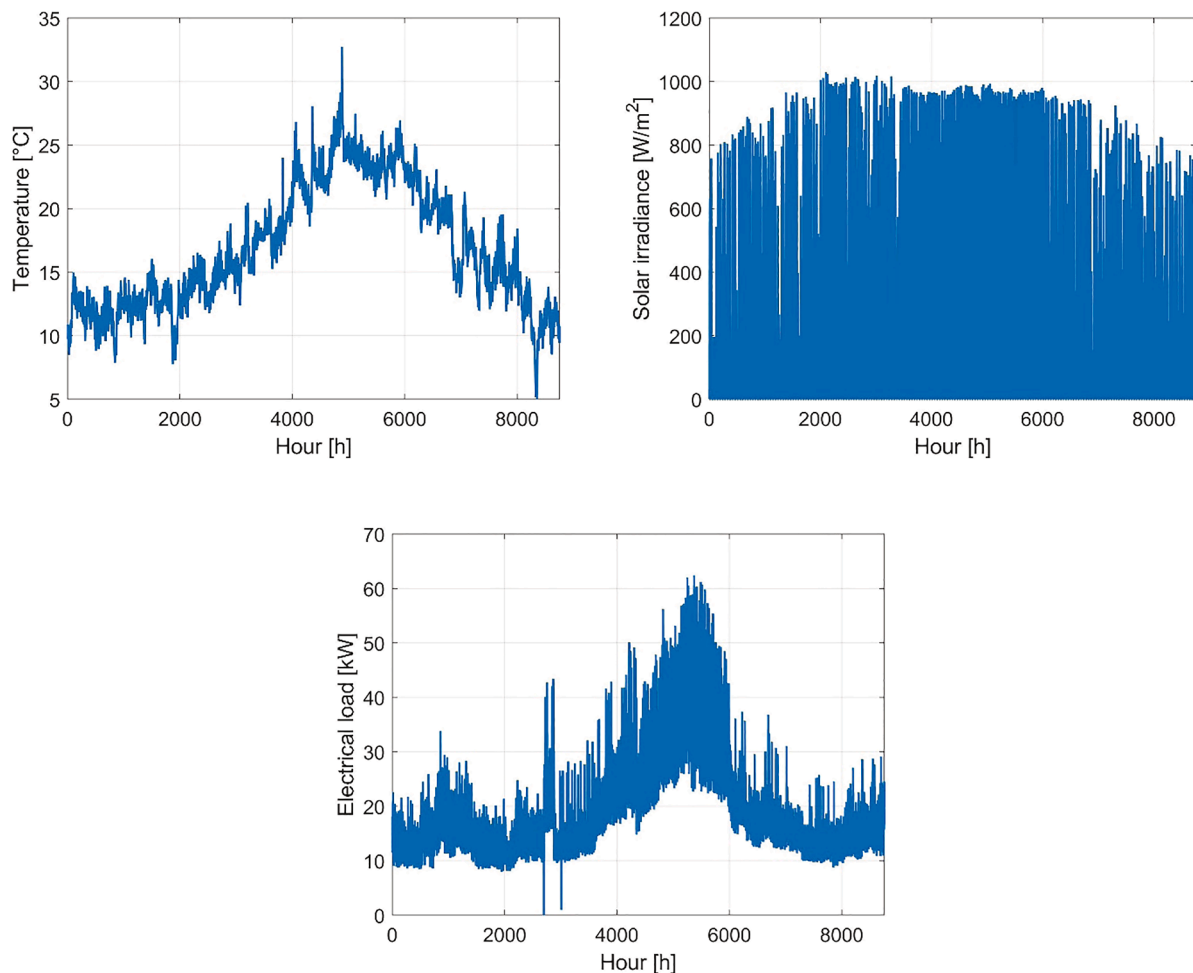 35
30
25
20
15
10
5
Temperature [°C]
0 2000 4000 6000 8000
Hour [h]
1200
1000
800
600
400
200
0
Solar irradiance [W/m²]
0 2000 4000 6000 8000
Hour [h]
70
60
50
40
30
20
10
0
Electrical load [kW]
0 2000 4000 6000 8000
Hour [h]